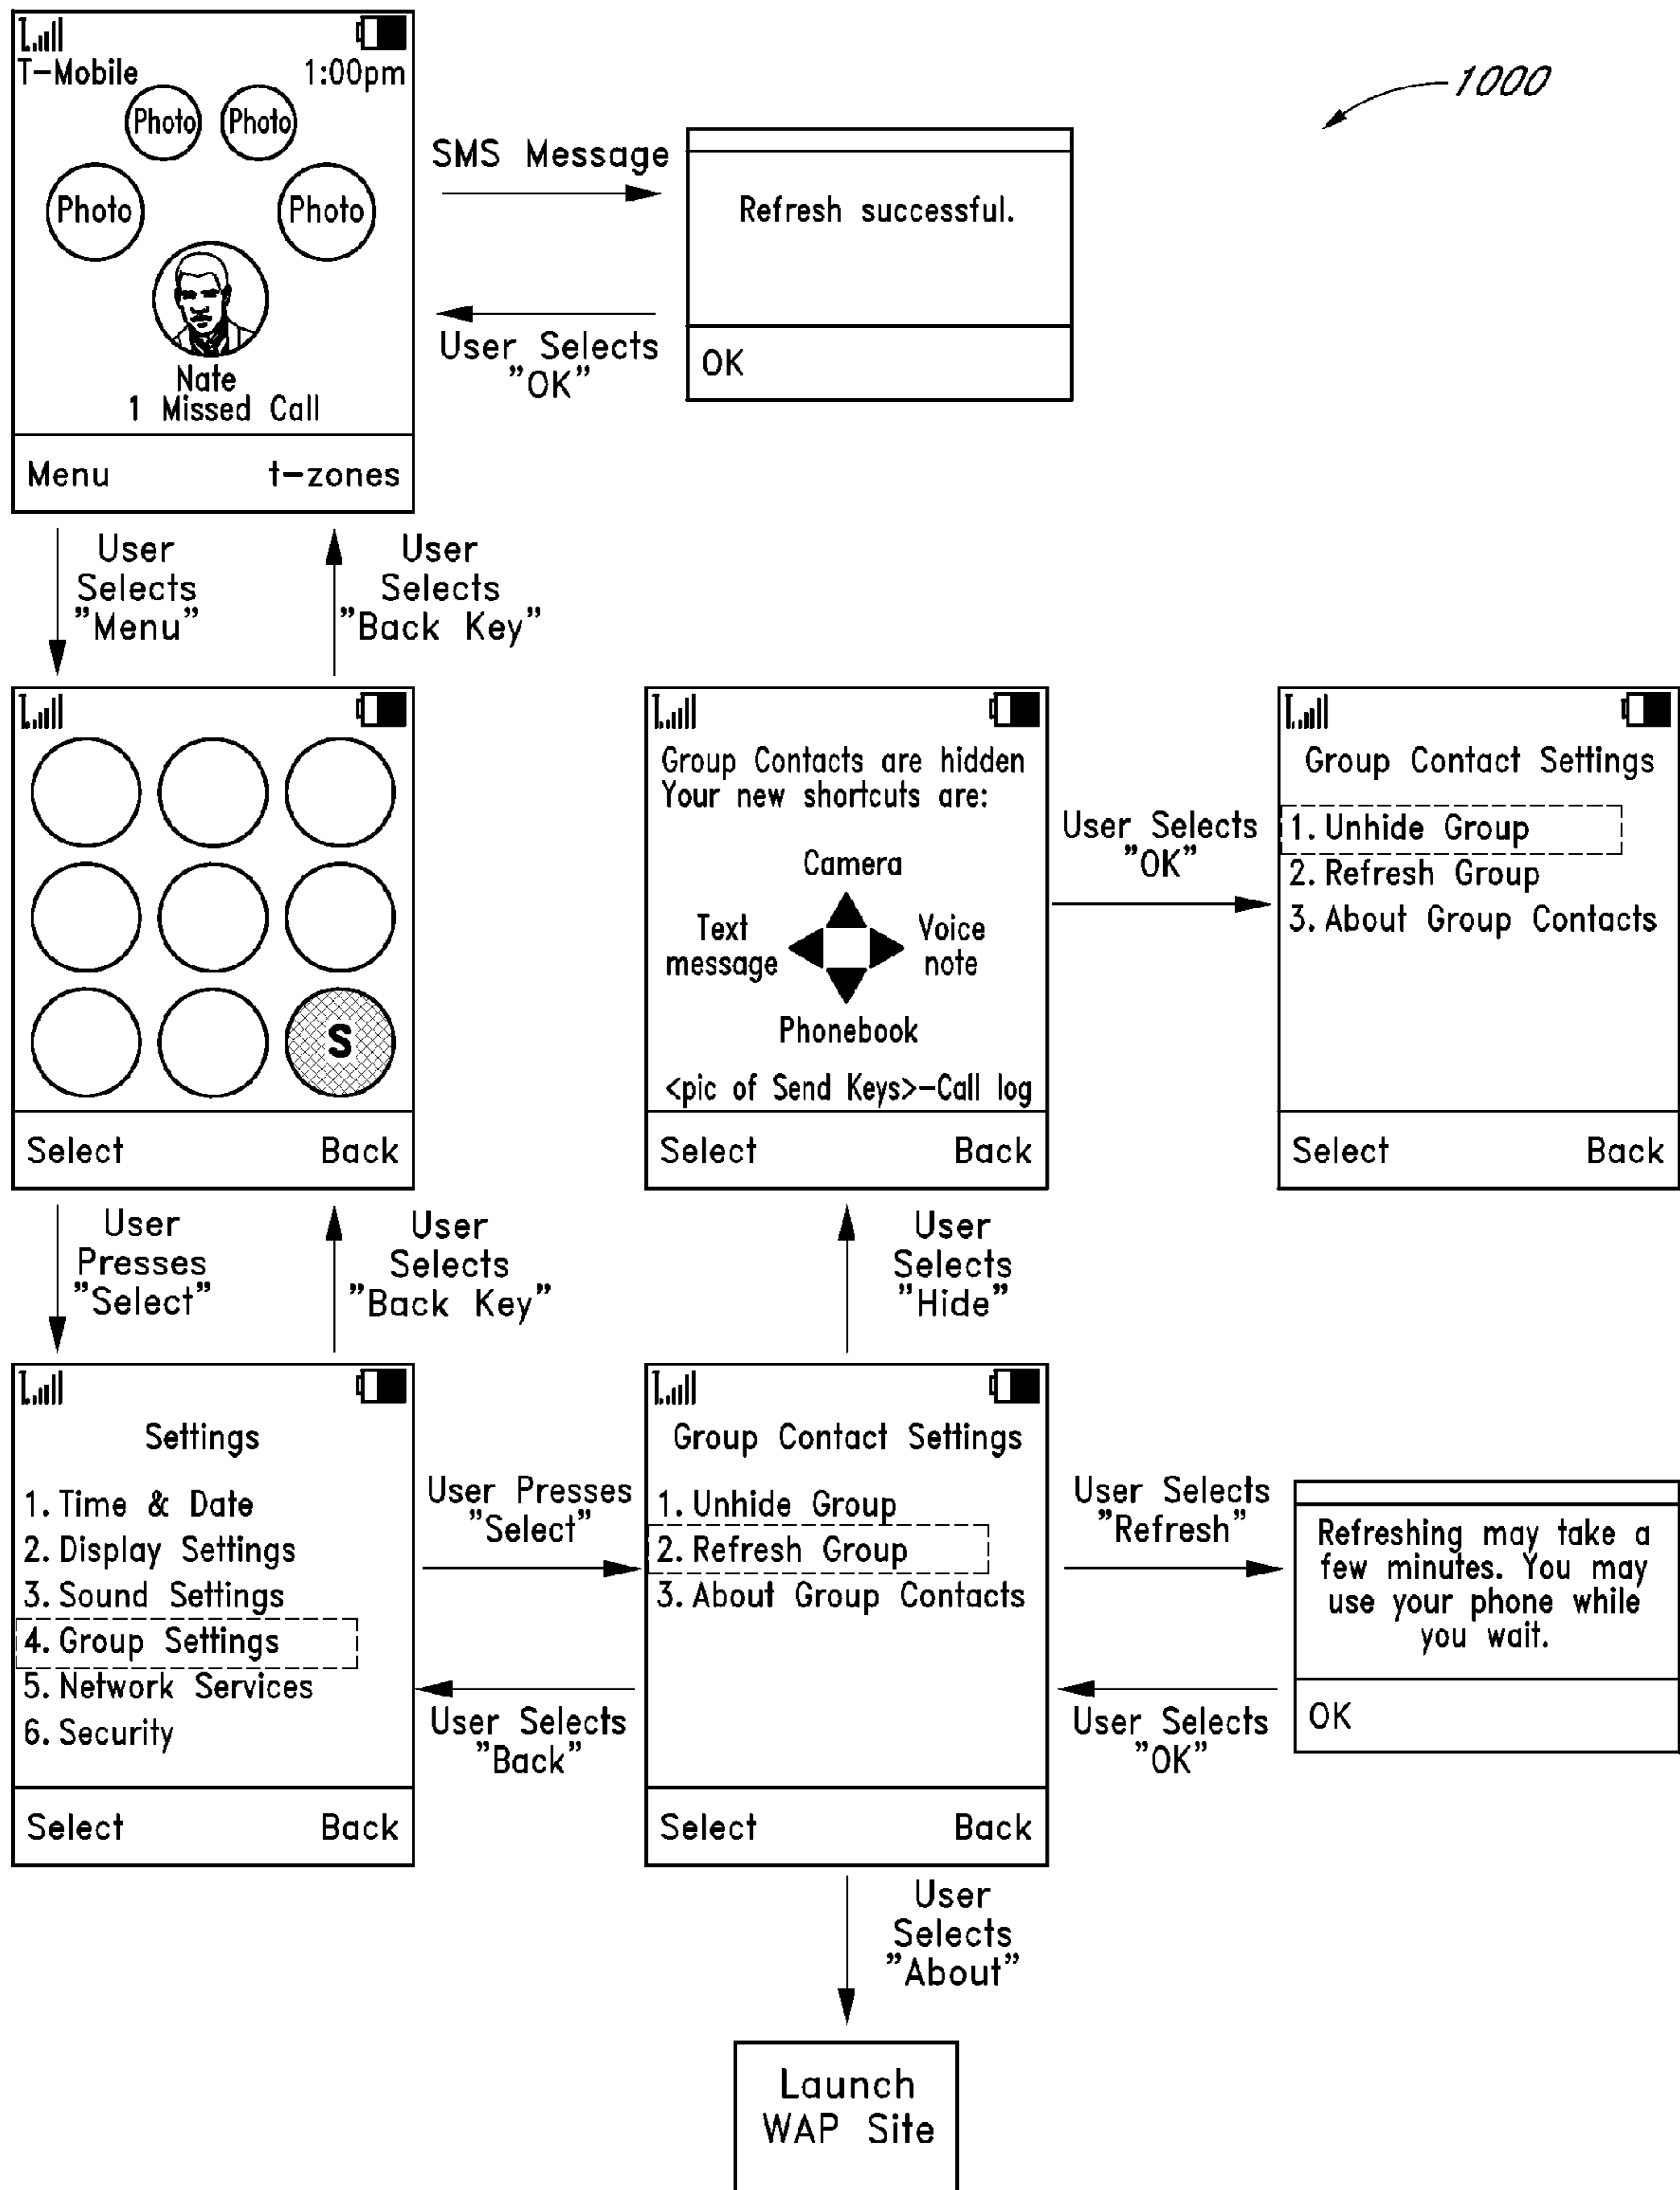 T-Mobile 1:00pm
Photo Photo
Photo Photo
Nate
1 Missed Call
Menu t-zones
SMS Message
Refresh successful.
User Selects
"OK"
OK
1000
User
Selects
"Menu"
User
Selects
"Back Key"
S
Select Back
Group Contacts are hidden
Your new shortcuts are:
Camera
Text
message
Voice
note
Phonebook
<pic of Send Keys>-Call log
Select Back
User Selects
"OK"
Group Contact Settings
1. Unhide Group
2. Refresh Group
3. About Group Contacts
Select Back
User
Presses
"Select"
User
Selects
"Back Key"
User
Selects
"Hide"
Settings
1. Time & Date
2. Display Settings
3. Sound Settings
4. Group Settings
5. Network Services
6. Security
Select Back
User Presses
"Select"
User Selects
"Back"
Group Contact Settings
1. Unhide Group
2. Refresh Group
3. About Group Contacts
Select Back
User Selects
"Refresh"
User Selects
"OK"
Refreshing may take a
few minutes. You may
use your phone while
you wait.
OK
User
Selects
"About"
Launch
WAP Site